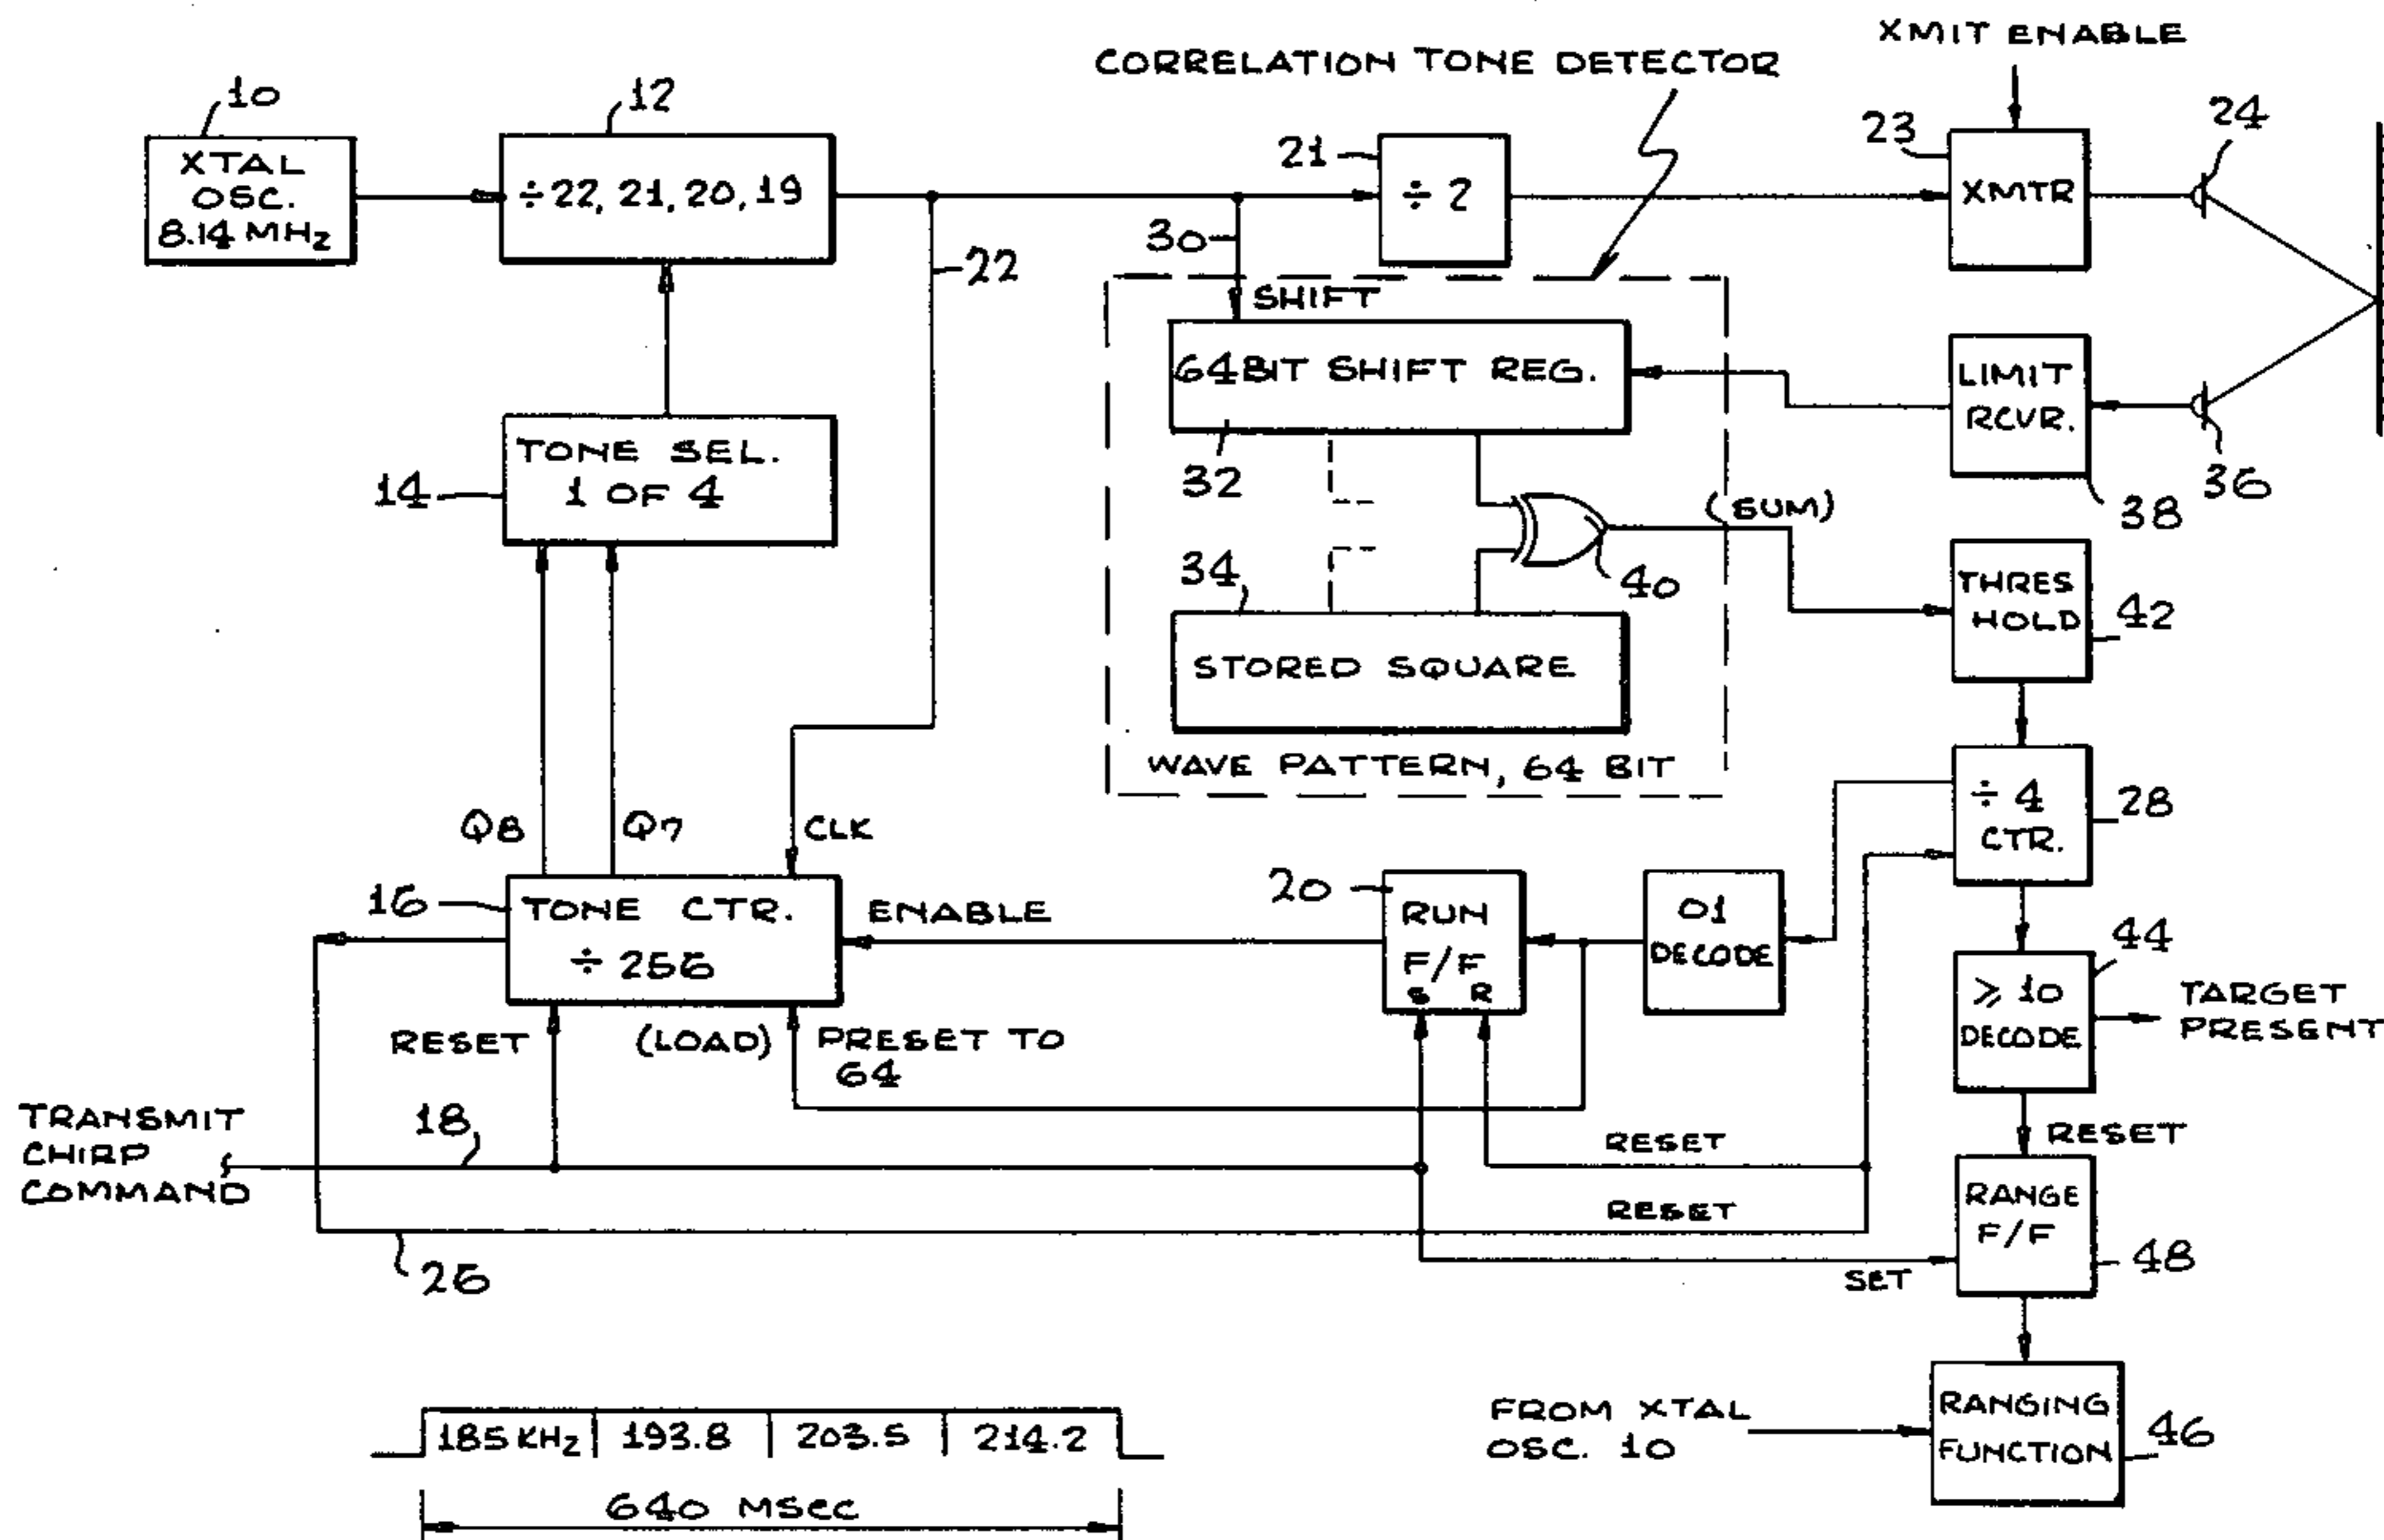 XMIT ENABLE
CORRELATION TONE DETECTOR
10
12
21
23
24
XTAL
OSC.
8.14 MHz
÷22, 21, 20, 19
÷ 2
XMTR
30
22
SHIFT
64 BIT SHIFT REG.
LIMIT
RCVR.
TONE SEL.
1 OF 4
14
32
36
38
(SUM)
34
40
THRES
HOLD
42
STORED SQUARE
WAVE PATTERN, 64 BIT
Q8
Q7
CLK
÷ 4
CTR.
28
16
TONE CTR.
÷ 256
ENABLE
20
RUN
F/F
S R
01
DECODE
44
≥ 10
DECODE
TARGET
PRESENT
RESET
(LOAD)
PRESET TO
64
TRANSMIT
CHIRP
COMMAND
18
RESET
RESET
RESET
RANGE
F/F
48
26
SET
185 KHz
193.8
203.5
214.2
640 MSEC
FROM XTAL
OSC. 10
RANGING
FUNCTION
46